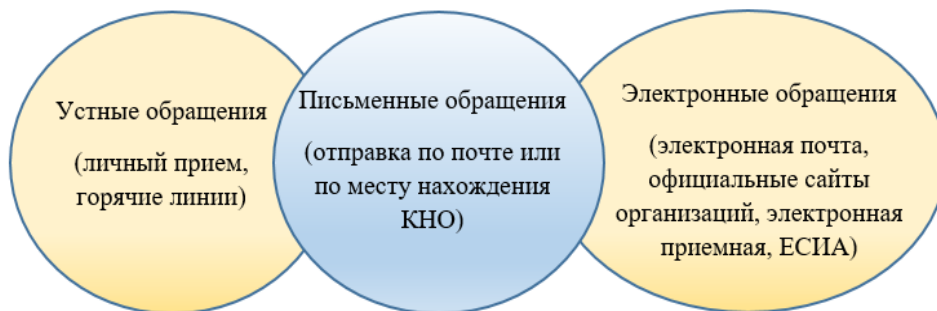 Устные обращения
(личный прием,
горячие линии)
Письменные обращения
(отправка по почте или
по месту нахождения
КНО)
Электронные обращения
(электронная почта,
официальные сайты
организаций, электронная
приемная, ЕСИА)